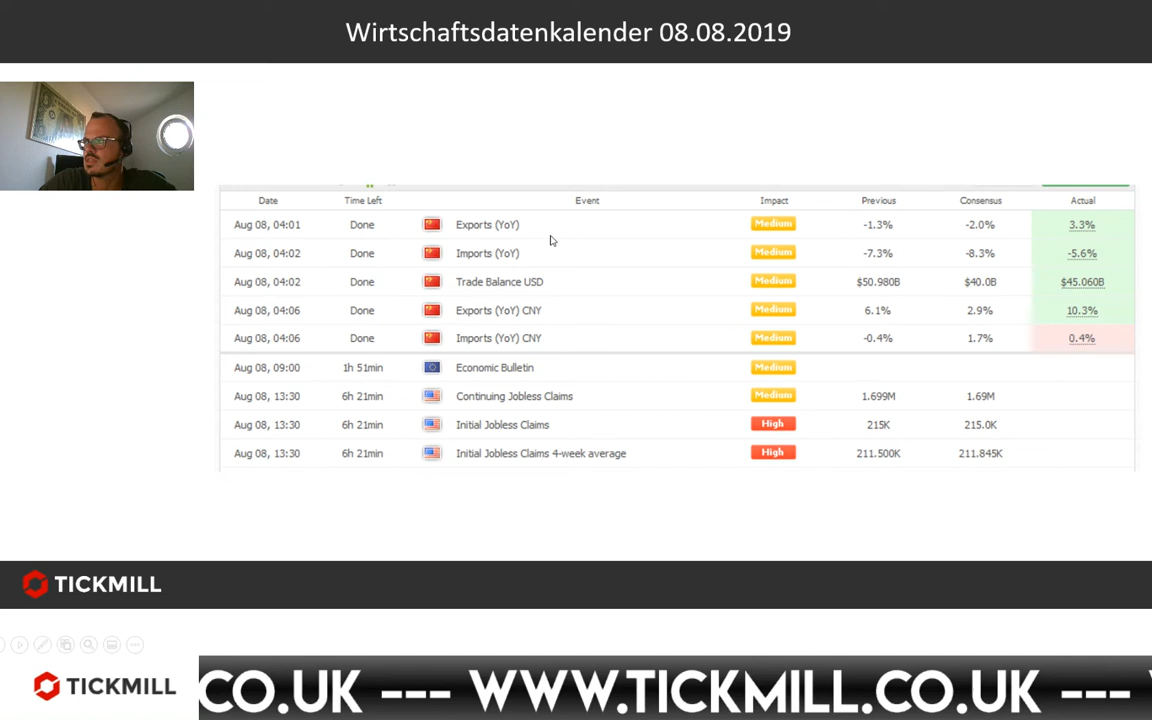 Wirtschaftsdatenkalender 08.08.2019
Date Time Left Event Impact Previous Consensus Actual
Aug 08, 04:01 Done Exports (YoY) Medium -1.3% -2.0% 3.3%
Aug 08, 04:02 Done Imports (YoY) Medium -7.3% -8.3% -5.6%
Aug 08, 04:02 Done Trade Balance USD Medium $50.980B $40.0B $45.060B
Aug 08, 04:06 Done Exports (YoY) CNY Medium 6.1% 2.9% 10.3%
Aug 08, 04:06 Done Imports (YoY) CNY Medium -0.4% 1.7% 0.4%
Aug 08, 09:00 1h 51min Economic Bulletin Medium
Aug 08, 13:30 6h 21min Continuing Jobless Claims Medium 1.699M 1.69M
Aug 08, 13:30 6h 21min Initial Jobless Claims High 215K 215.0K
Aug 08, 13:30 6h 21min Initial Jobless Claims 4-week average High 211.500K 211.845K
TICKMILL
TICKMILL CO.UK --- WWW.TICKMILL.CO.UK ---